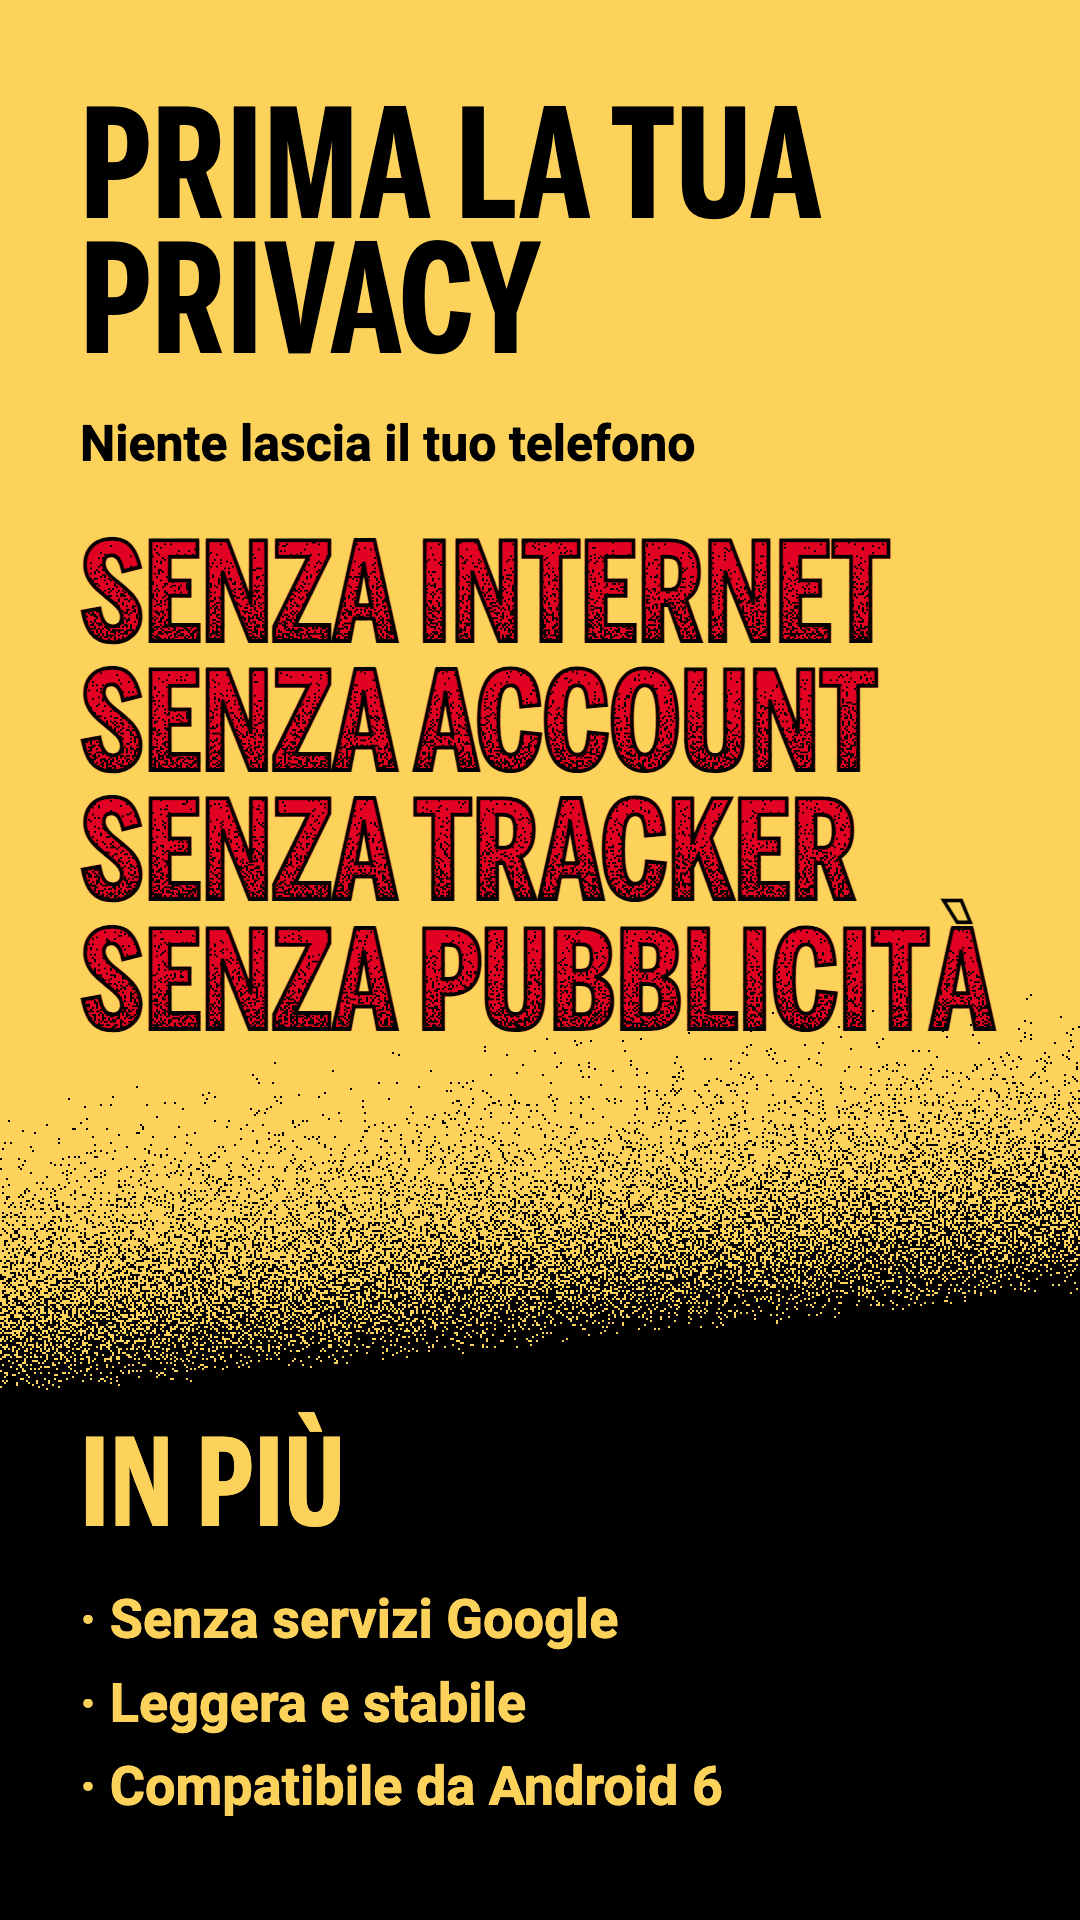 PRIMA LA TUA
PRIVACY
Niente lascia il tuo telefono
SENZA INTERNET
SENZA ACCOUNT
SENZA TRACKER
SENZA PUBBLICITÀ
IN PIÙ
· Senza servizi Google
· Leggera e stabile
· Compatibile da Android 6